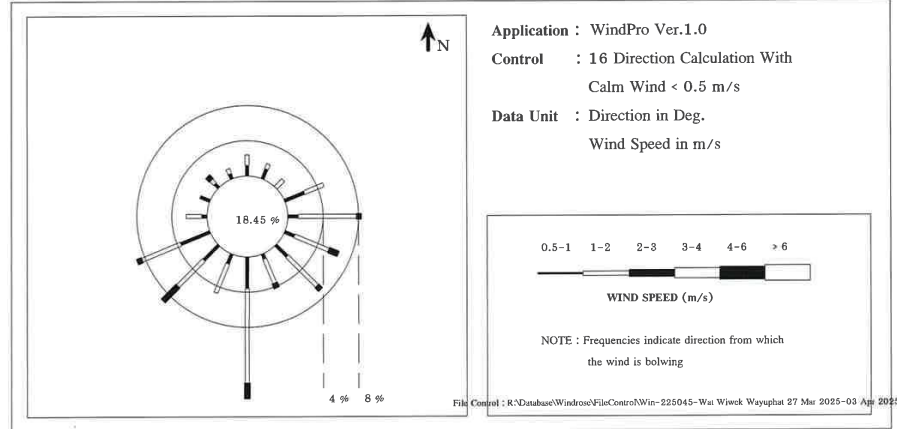 N
18.45 %
4 % 8 %
Application : WindPro Ver.1.0
Control : 16 Direction Calculation With
Calm Wind < 0.5 m/s
Data Unit : Direction in Deg.
Wind Speed in m/s
0.5-1 1-2 2-3 3-4 4-6 > 6
WIND SPEED (m/s)
NOTE : Frequencies indicate direction from which
the wind is bolwing
File Control : R:\Database\Windrose\FileControl\Win-225045-Wat Wiwek Wayuphat 27 Mar 2025-03 Apr 2025